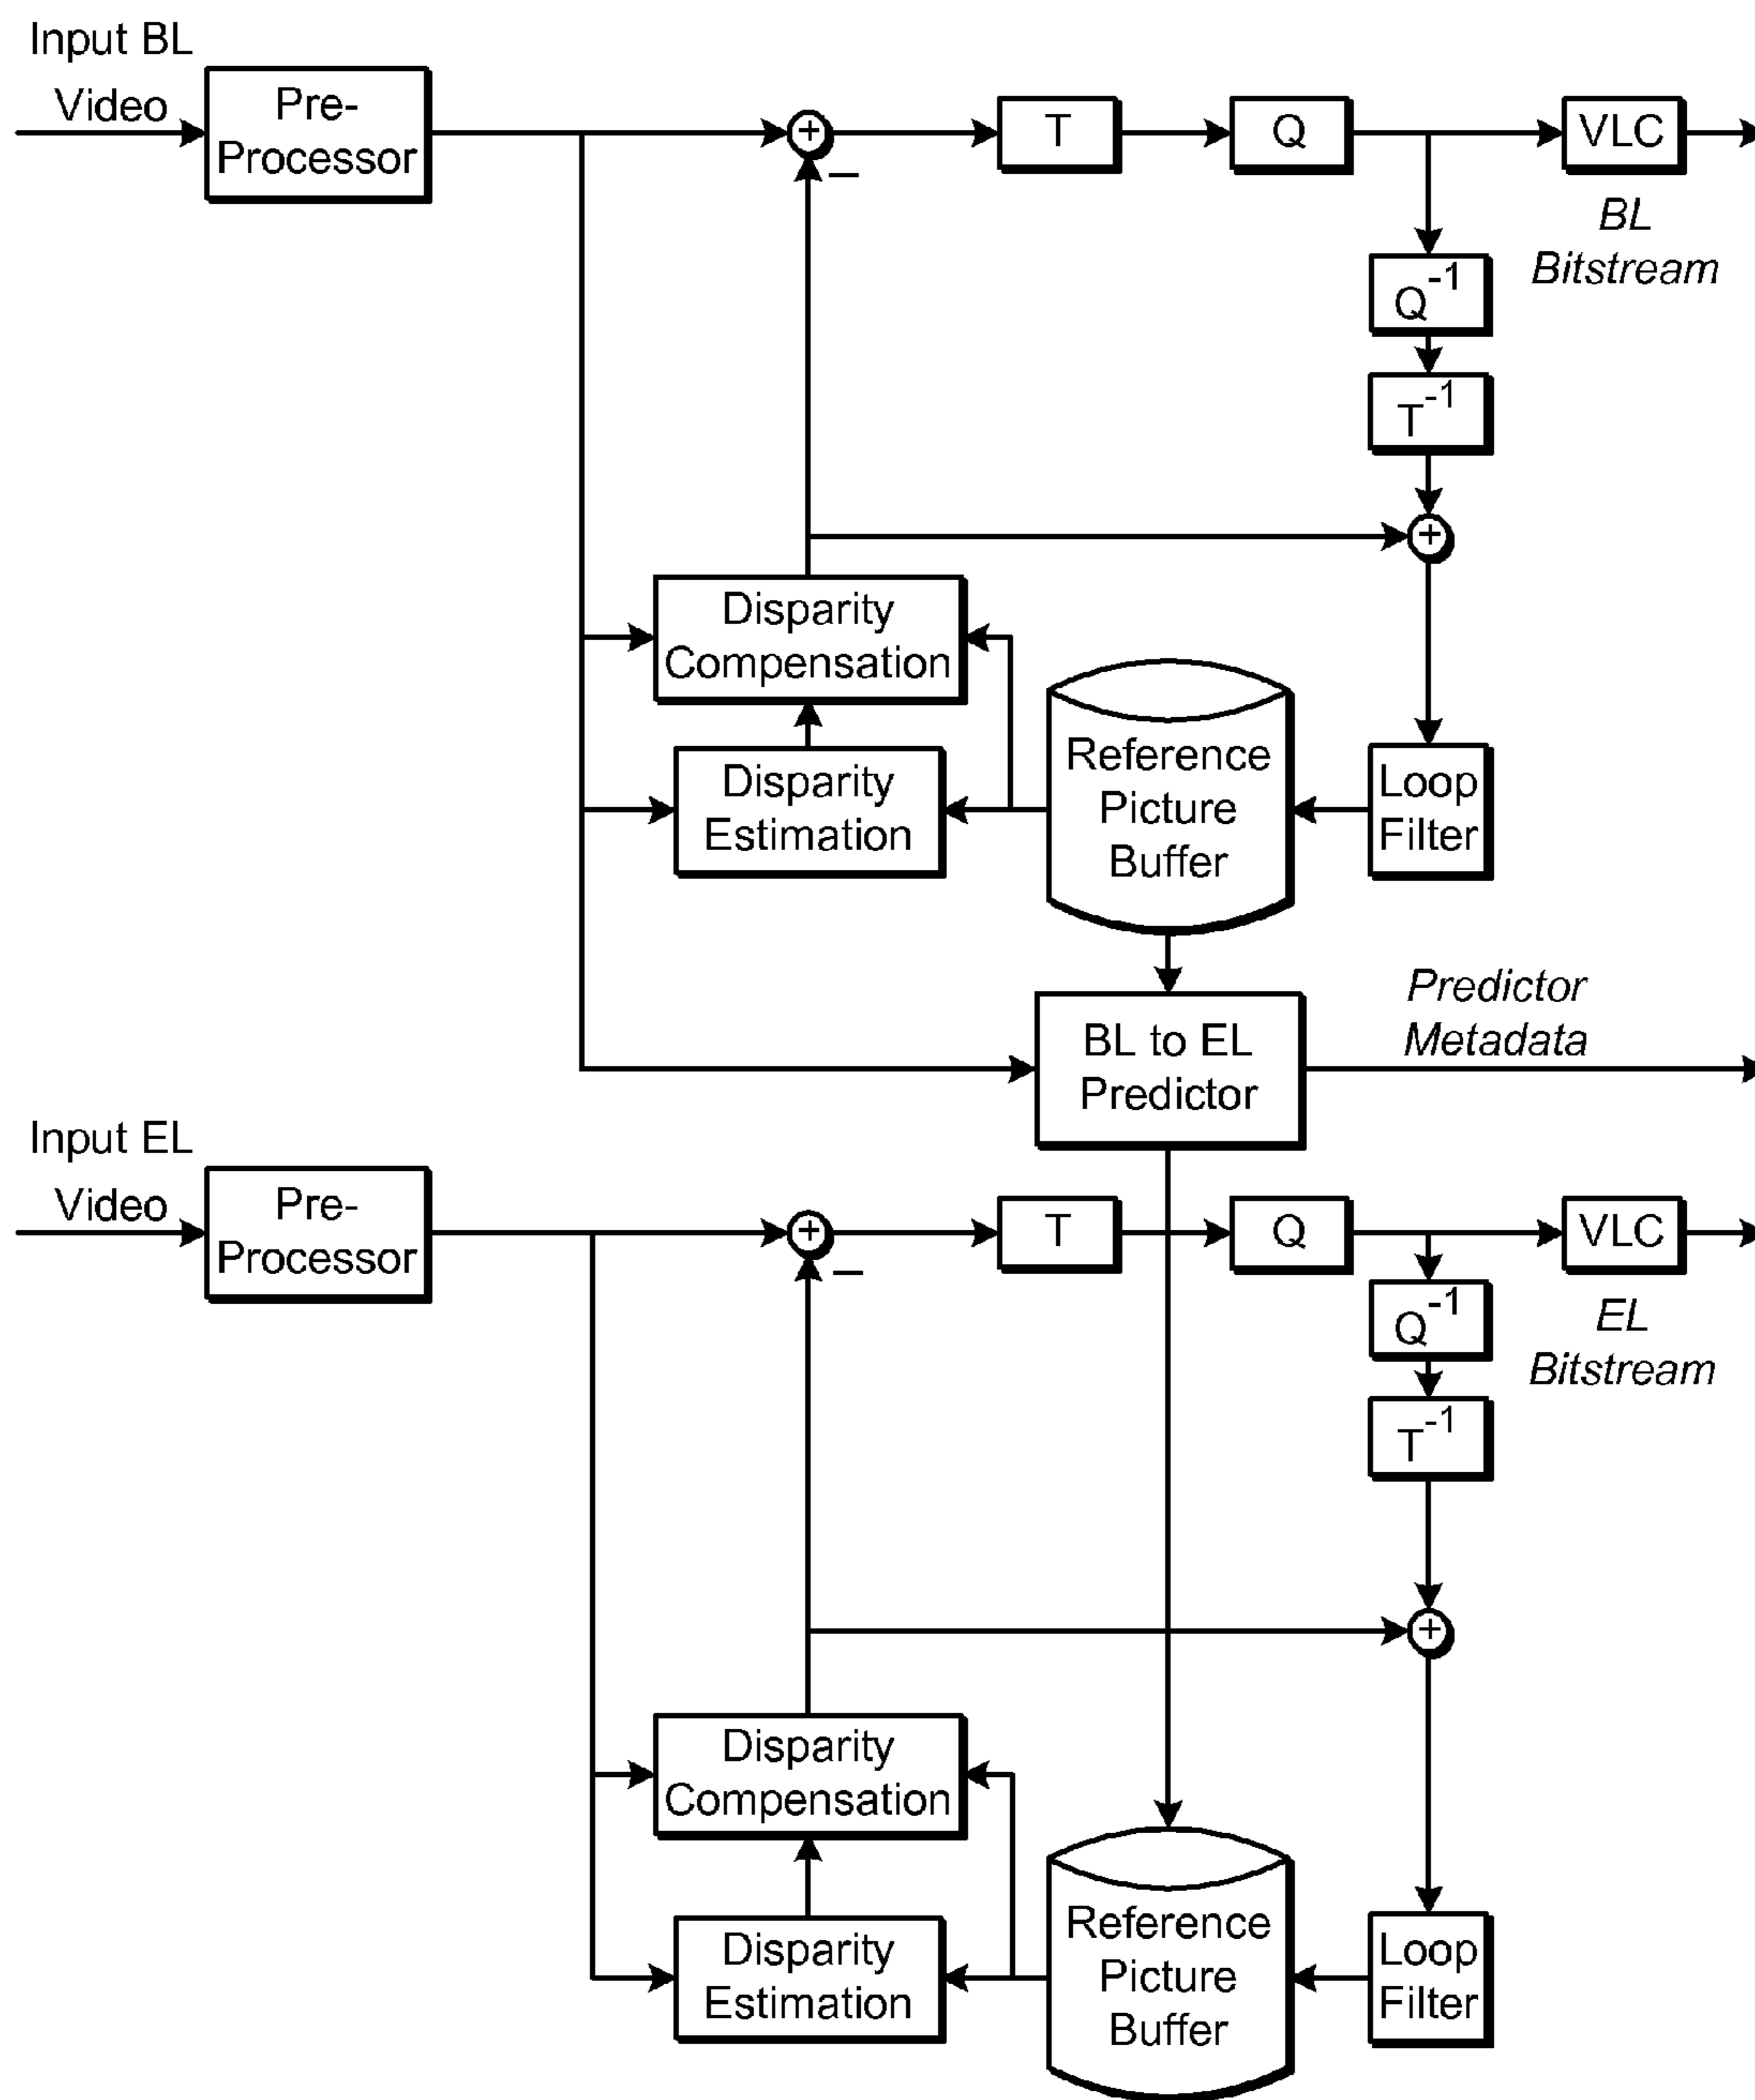 Input BL
Video
Pre-
Processor
+
–
T
Q
VLC
BL
Bitstream
Q-1
T-1
+
Disparity
Compensation
Disparity
Estimation
Reference
Picture
Buffer
Loop
Filter
BL to EL
Predictor
Predictor
Metadata
Input EL
Video
Pre-
Processor
+
–
T
Q
VLC
EL
Bitstream
Q-1
T-1
+
Disparity
Compensation
Disparity
Estimation
Reference
Picture
Buffer
Loop
Filter